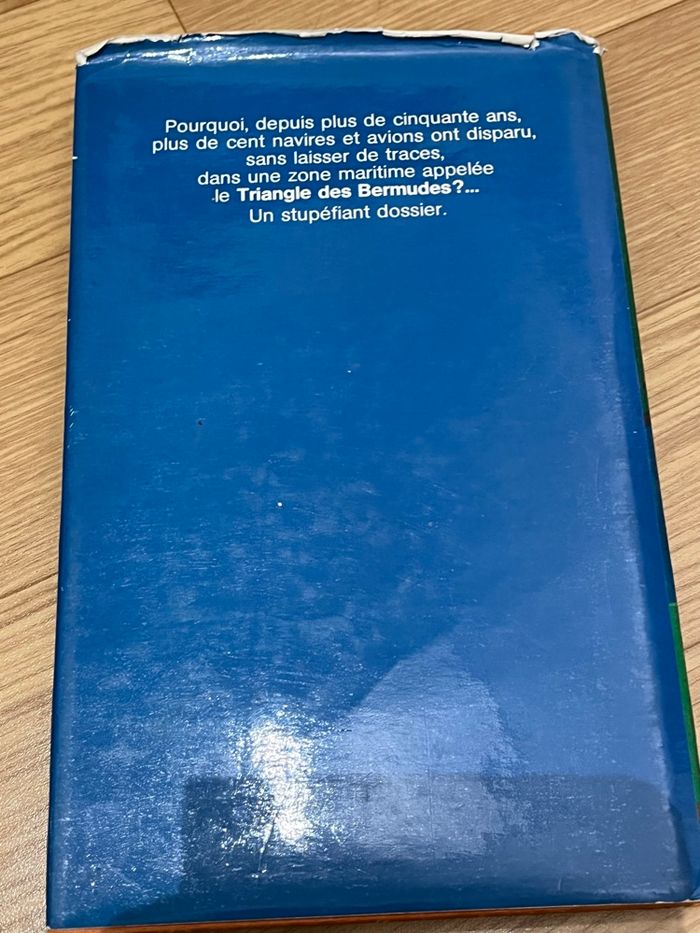 Pourquoi, depuis plus de cinquante ans,
plus de cent navires et avions ont disparu,
sans laisser de traces,
dans une zone maritime appelée
le Triangle des Bermudes?...
Un stupéfiant dossier.